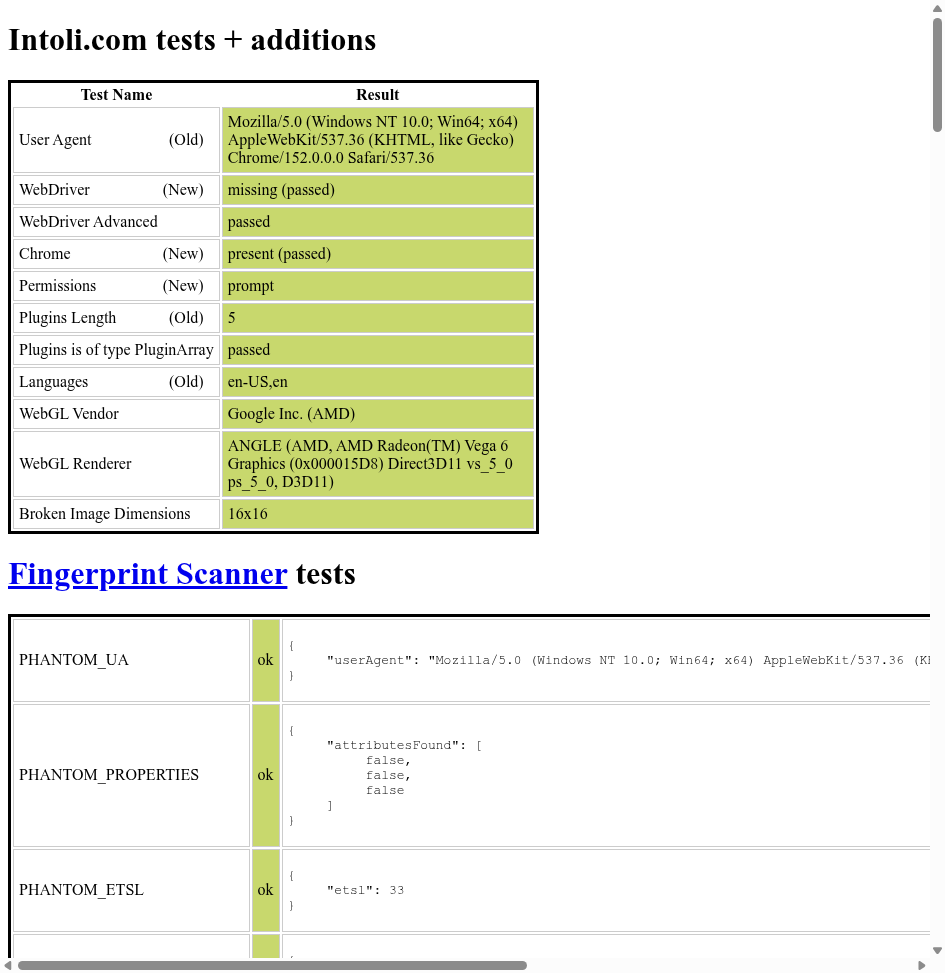 Intoli.com tests + additions
Test Name Result
User Agent (Old) Mozilla/5.0 (Windows NT 10.0; Win64; x64)
AppleWebKit/537.36 (KHTML, like Gecko)
Chrome/152.0.0.0 Safari/537.36
WebDriver (New) missing (passed)
WebDriver Advanced passed
Chrome (New) present (passed)
Permissions (New) prompt
Plugins Length (Old) 5
Plugins is of type PluginArray passed
Languages (Old) en-US,en
WebGL Vendor Google Inc. (AMD)
WebGL Renderer ANGLE (AMD, AMD Radeon(TM) Vega 6
Graphics (0x000015D8) Direct3D11 vs_5_0
ps_5_0, D3D11)
Broken Image Dimensions 16x16
Fingerprint Scanner tests
PHANTOM_UA ok {
"userAgent": "Mozilla/5.0 (Windows NT 10.0; Win64; x64) AppleWebKit/537.36
}
PHANTOM_PROPERTIES ok {
"attributesFound": [
false,
false,
false
]
}
PHANTOM_ETSL ok {
"etsl": 33
}